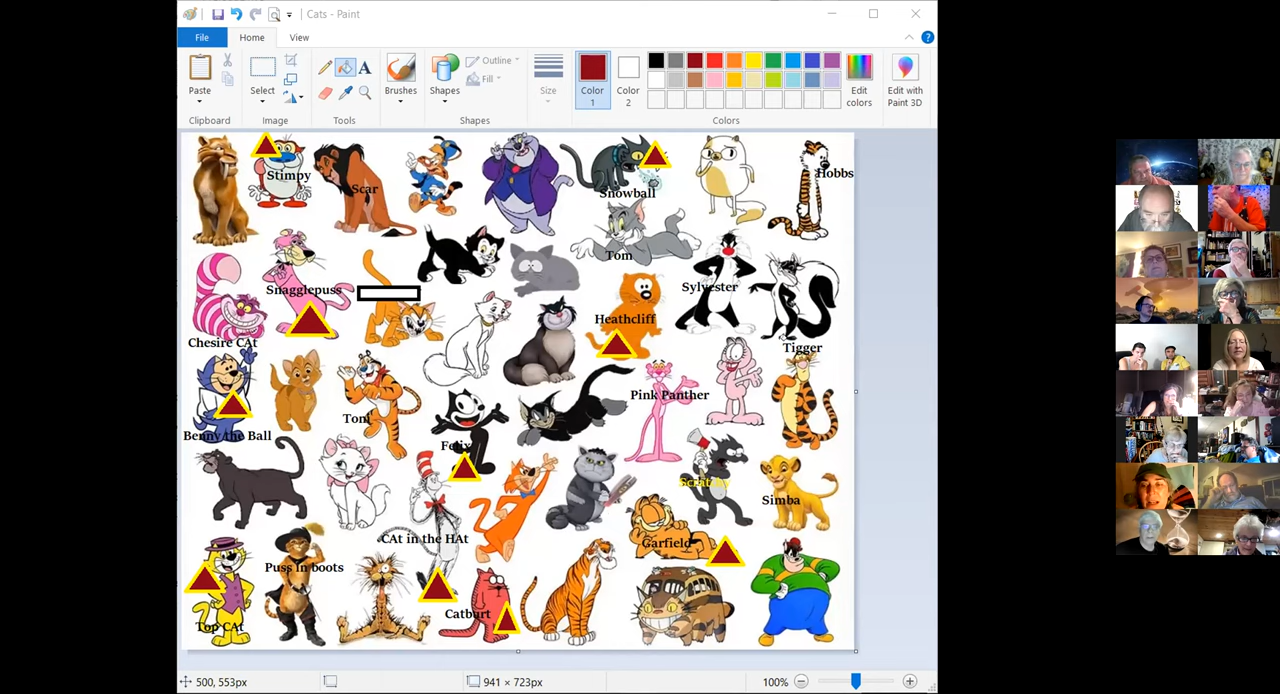 Cats - Paint
File
Home
View
Paste
Select
Brushes
Shapes
Outline
Fill
Size
Color
1
Color
2
Edit
colors
Edit with
Paint 3D
Clipboard
Image
Tools
Shapes
Colors
Stimpy
Scar
Snowball
Hobbs
Tom
Snagglepuss
Sylvester
Heathcliff
Chesire CAt
Tigger
Pink Panther
Toni
Benny the Ball
Felix
Simba
CAt in the HAt
Garfield
Puss in boots
Catburt
Top CAt
500, 553px
941 × 723px
100%